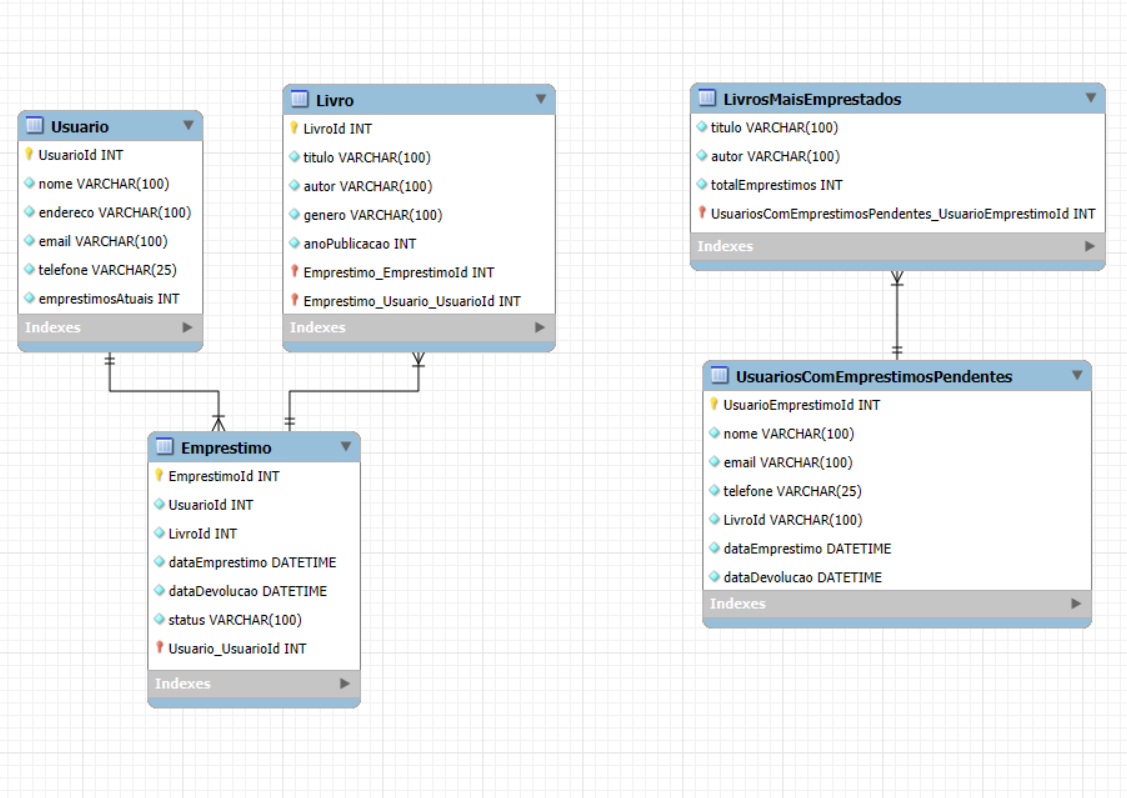 Usuario
UsuarioId INT
nome VARCHAR(100)
endereco VARCHAR(100)
email VARCHAR(100)
telefone VARCHAR(25)
emprestimosAtuais INT
Indexes
Livro
LivroId INT
titulo VARCHAR(100)
autor VARCHAR(100)
genero VARCHAR(100)
anoPublicacao INT
Emprestimo_EmprestimoId INT
Emprestimo_Usuario_UsuarioId INT
Indexes
Emprestimo
EmprestimoId INT
UsuarioId INT
LivroId INT
dataEmprestimo DATETIME
dataDevolucao DATETIME
status VARCHAR(100)
Usuario_UsuarioId INT
Indexes
LivrosMaisEmprestados
titulo VARCHAR(100)
autor VARCHAR(100)
totalEmprestimos INT
UsuariosComEmprestimosPendentes_UsuarioEmprestimoId INT
Indexes
UsuariosComEmprestimosPendentes
UsuarioEmprestimoId INT
nome VARCHAR(100)
email VARCHAR(100)
telefone VARCHAR(25)
LivroId VARCHAR(100)
dataEmprestimo DATETIME
dataDevolucao DATETIME
Indexes